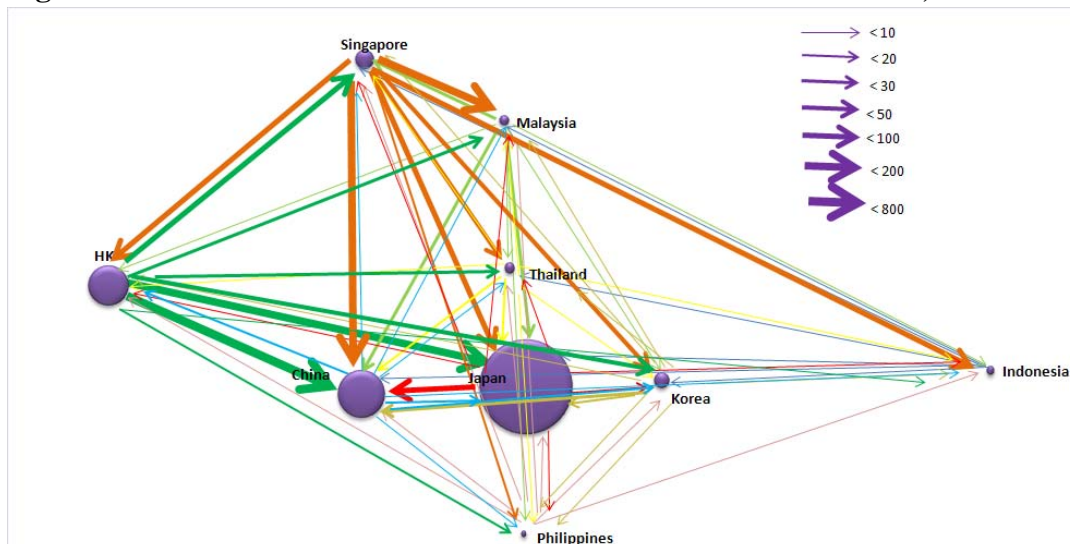 Singapore
Malaysia
HK
Thailand
China
Japan
Korea
Indonesia
Philippines
< 10
< 20
< 30
< 50
< 100
< 200
< 800